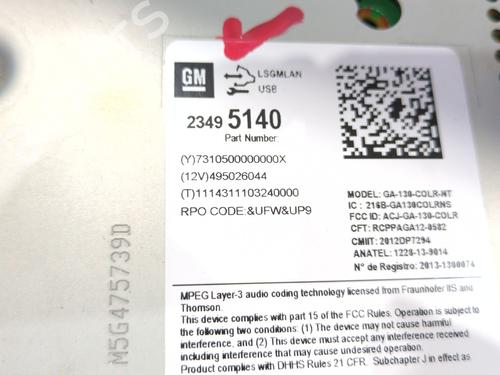 GM
LSGMLAN
USB
2349 5140
Part Number:
(Y)7310500000000X
(12V)495026044
(T)1114311103240000
RPO CODE:&UFW&UP9
MODEL: GA-130-COLR-NT
IC : 216B-GA130COLRNS
FCC ID: ACJ-GA-130-COLR
CFT: RCPPAGA12-0582
CMIIT: 2012DP7294
ANATEL: 1228-13-9014
N° de Registro: 2013-1300074
MPEG Layer-3 audio coding technology licensed from Fraunhofer IIS and
Thomson.
This device complies with part 15 of the FCC Rules. Operation is subject to
the following two conditions: (1) The device may not cause harmful
interference, and (2) This device must accept any interference received
including interference that may cause undesired operation.
Product complies with DHHS Rules 21 CFR. Subchapter J in effect as
M5G475739D